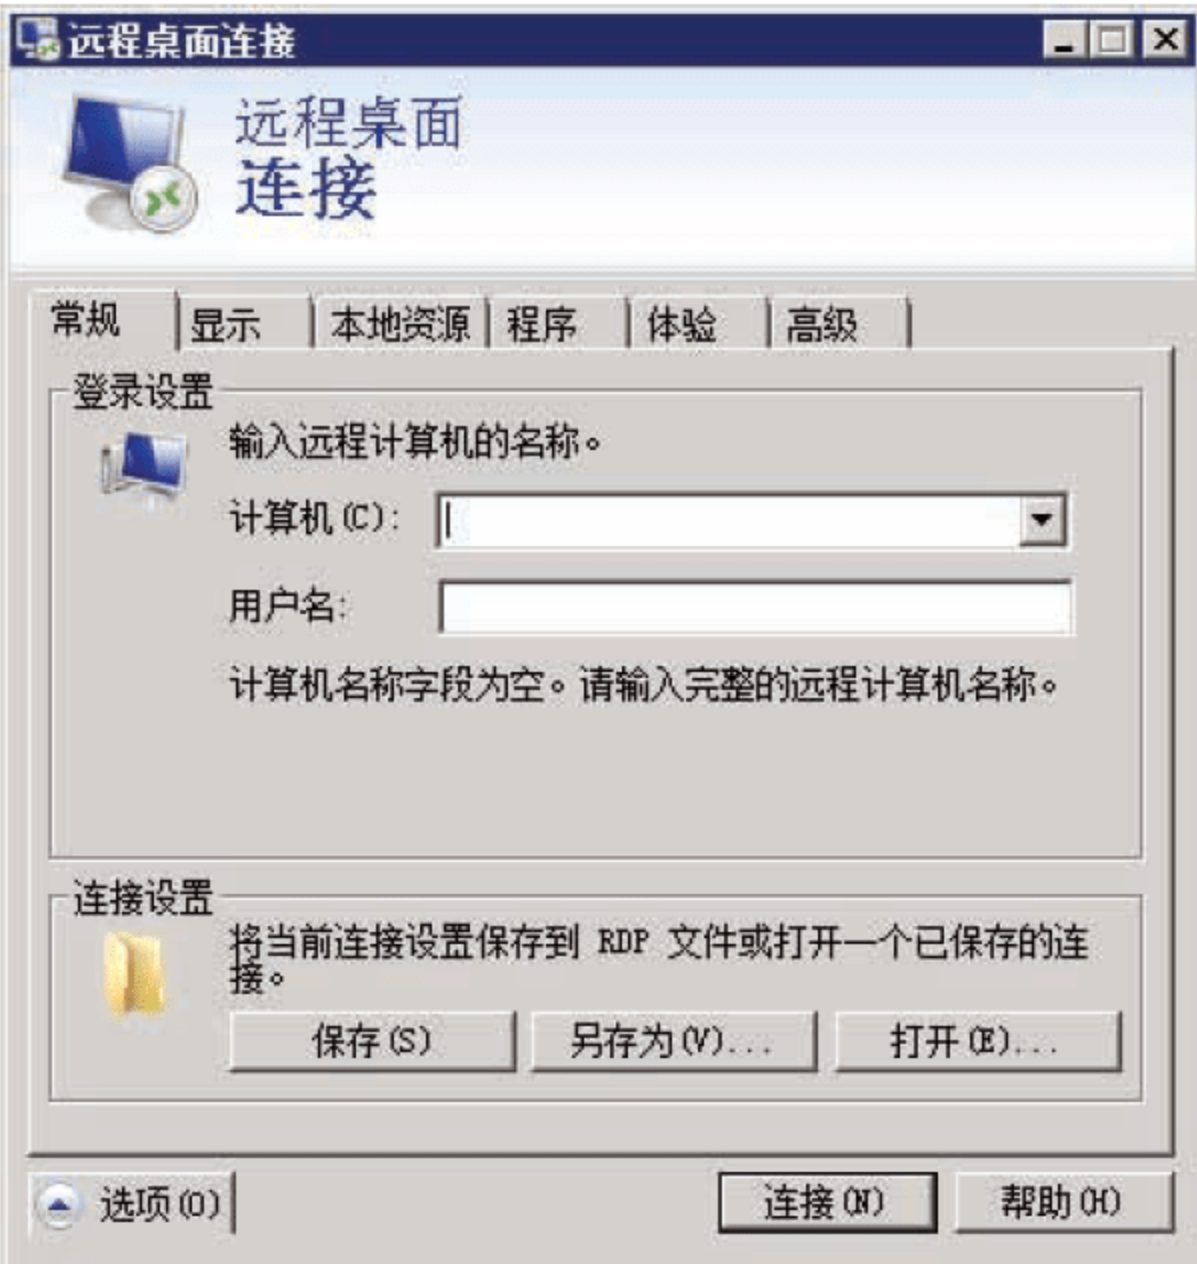 远程桌面连接
远程桌面
连接
常规 显示 本地资源 程序 体验 高级
登录设置
输入远程计算机的名称。
计算机(C):
用户名:
计算机名称字段为空。请输入完整的远程计算机名称。
连接设置
将当前连接设置保存到 RDP 文件或打开一个已保存的连
接。
保存(S) 另存为(V)... 打开(E)...
选项(O) 连接(N) 帮助(H)